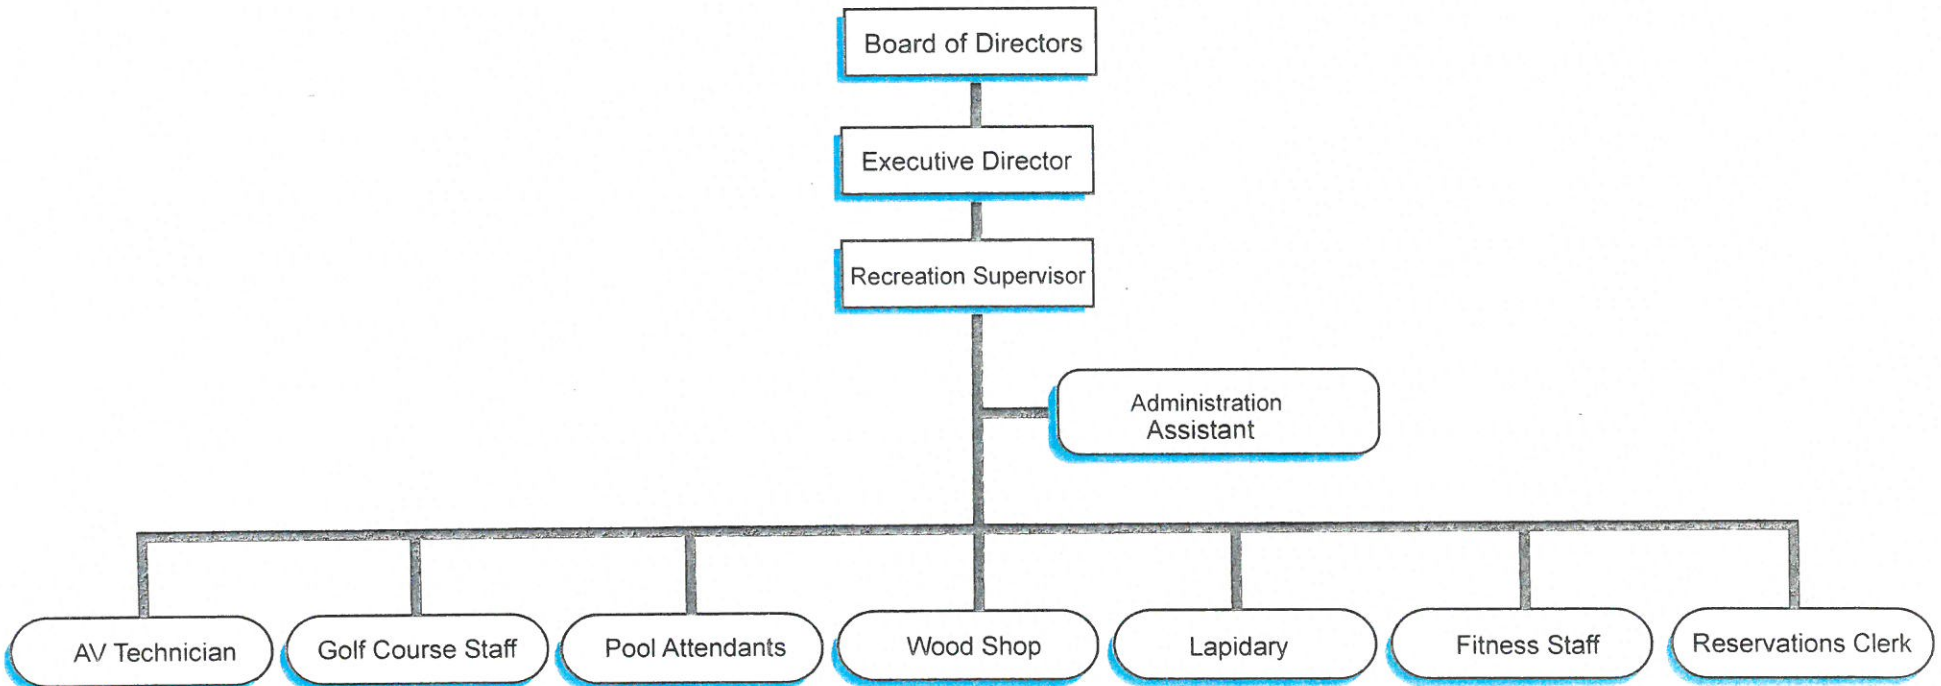 Board of Directors
Executive Director
Recreation Supervisor
Administration
Assistant
AV Technician
Golf Course Staff
Pool Attendants
Wood Shop
Lapidary
Fitness Staff
Reservations Clerk